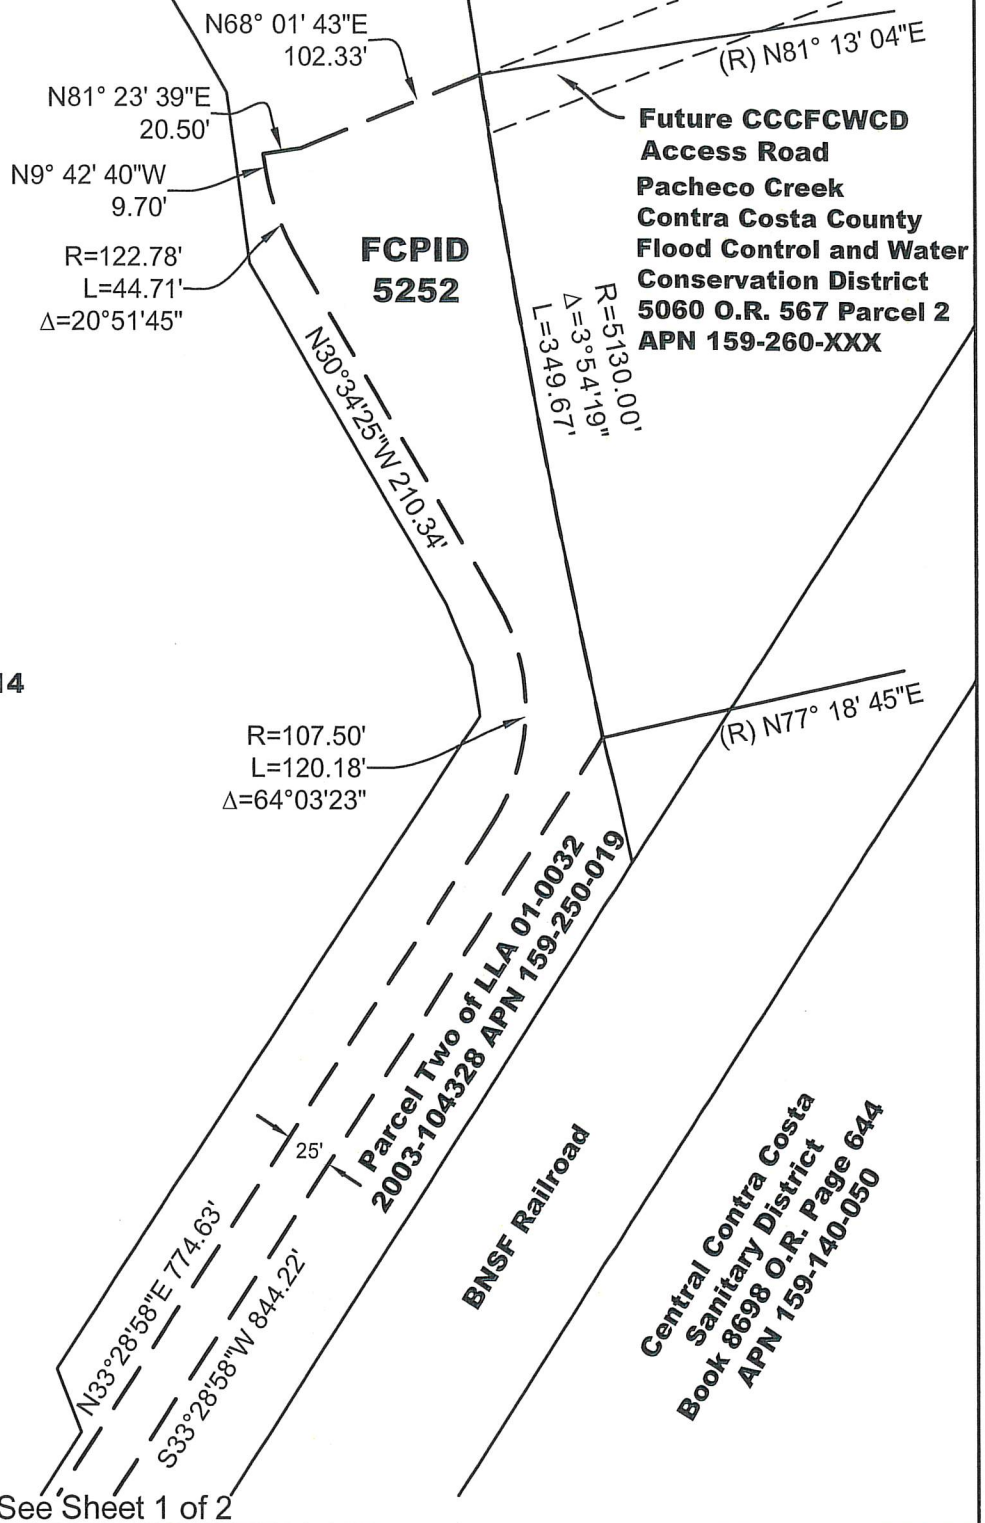 N68° 01' 43"E
102.33'
(R) N81° 13' 04"E
N81° 23' 39"E
20.50'
Future CCCFCWCD
Access Road
Pacheco Creek
Contra Costa County
Flood Control and Water
Conservation District
5060 O.R. 567 Parcel 2
APN 159-260-XXX
N9° 42' 40"W
9.70'
FCPID
5252
R=122.78'
L=44.71'
Δ=20°51'45"
R=5130.00'
Δ=3°54'19"
L=349.67'
N30°34'25"W 210.34'
14
(R) N77° 18' 45"E
R=107.50'
L=120.18'
Δ=64°03'23"
Parcel Two of LLA 01-0032
2003-104328 APN 159-250-019
25'
BNSF Railroad
Central Contra Costa
Sanitary District
Book 8698 O.R. Page 644
APN 159-140-050
N33°28'58"E 774.63'
S33°28'58"W 844.22'
See Sheet 1 of 2